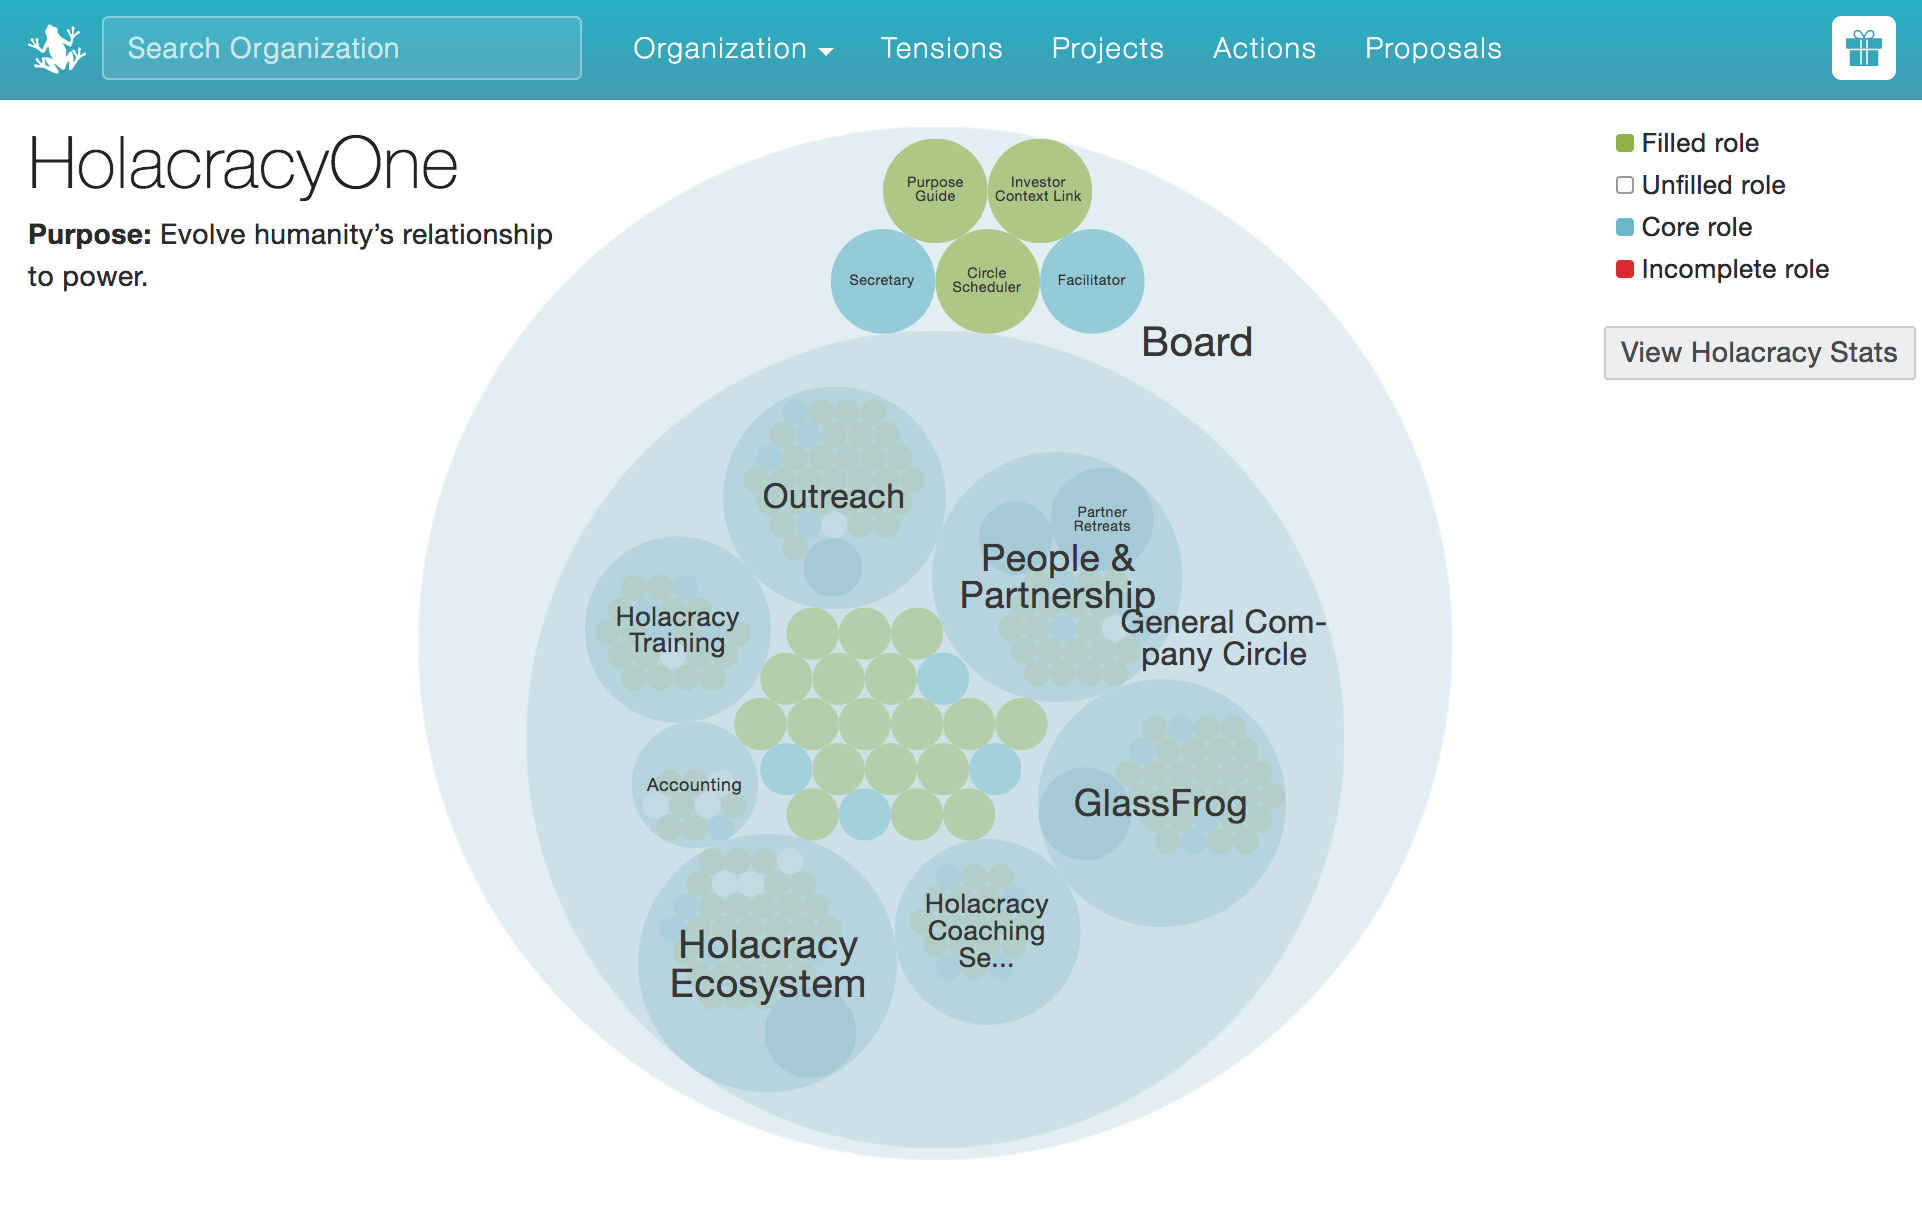 Search Organization
Organization
Tensions
Projects
Actions
Proposals
HolacracyOne
Purpose: Evolve humanity’s relationship
to power.
Filled role
Unfilled role
Core role
Incomplete role
View Holacracy Stats
Purpose
Guide
Investor
Context Link
Secretary
Circle
Scheduler
Facilitator
Board
Outreach
Partner
Retreats
People &
Partnership
General Com-
pany Circle
Holacracy
Training
Accounting
GlassFrog
Holacracy
Ecosystem
Holacracy
Coaching
Se...